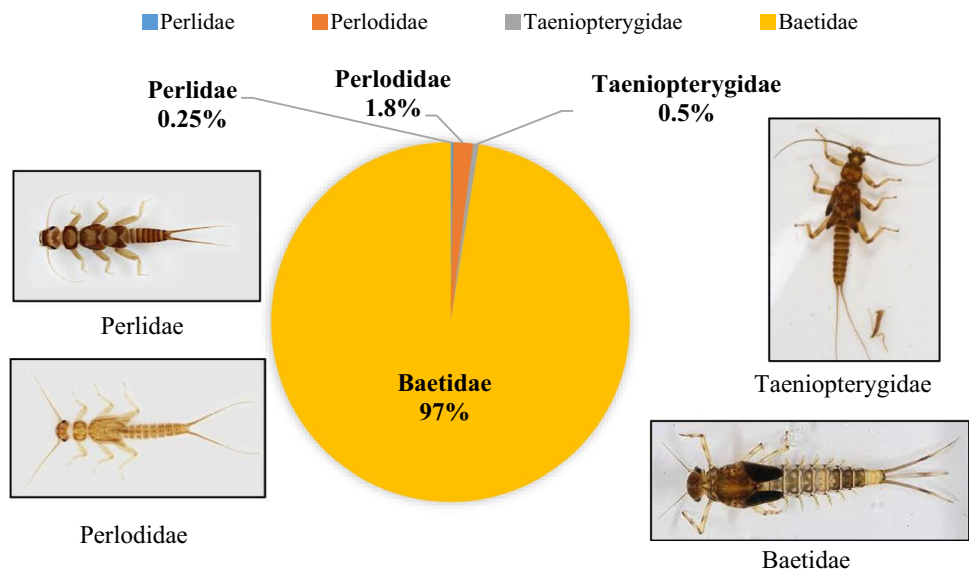 Perlidae
Perlodidae
Taeniopterygidae
Baetidae
Perlidae
0.25%
Perlodidae
1.8%
Taeniopterygidae
0.5%
Baetidae
97%
Perlidae
Perlodidae
Taeniopterygidae
Baetidae